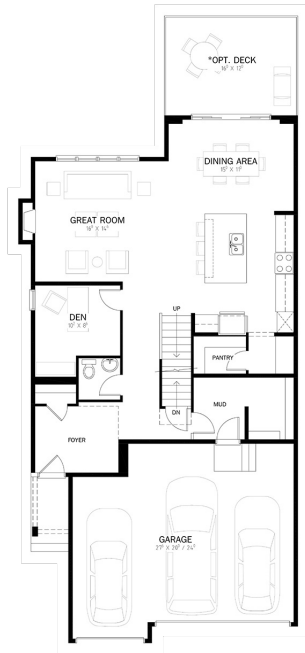 *OPT. DECK
16' X 12'
DINING AREA
15' X 11'
GREAT ROOM
16' X 14'
UP
DEN
10' X 8'
PANTRY
DN
MUD
FOYER
GARAGE
27' X 20' / 24'